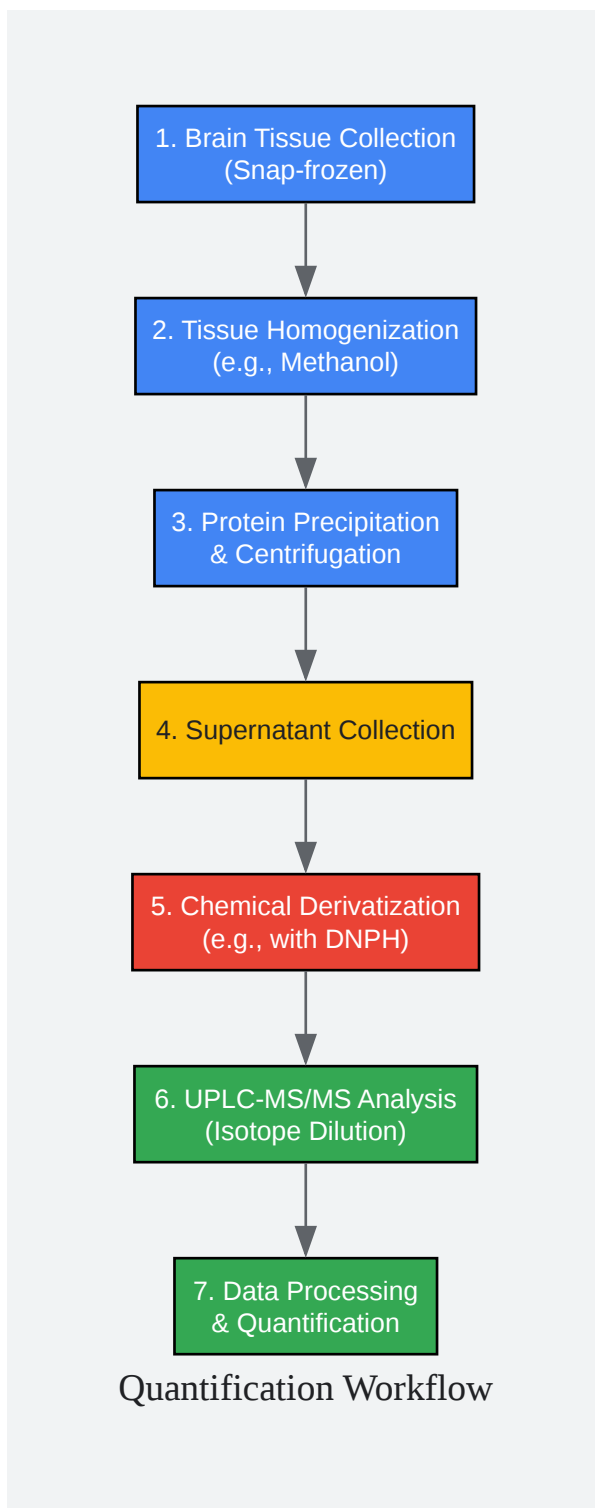 1. Brain Tissue Collection
(Snap-frozen)
2. Tissue Homogenization
(e.g., Methanol)
3. Protein Precipitation
& Centrifugation
4. Supernatant Collection
5. Chemical Derivatization
(e.g., with DNPH)
6. UPLC-MS/MS Analysis
(Isotope Dilution)
7. Data Processing
& Quantification
Quantification Workflow